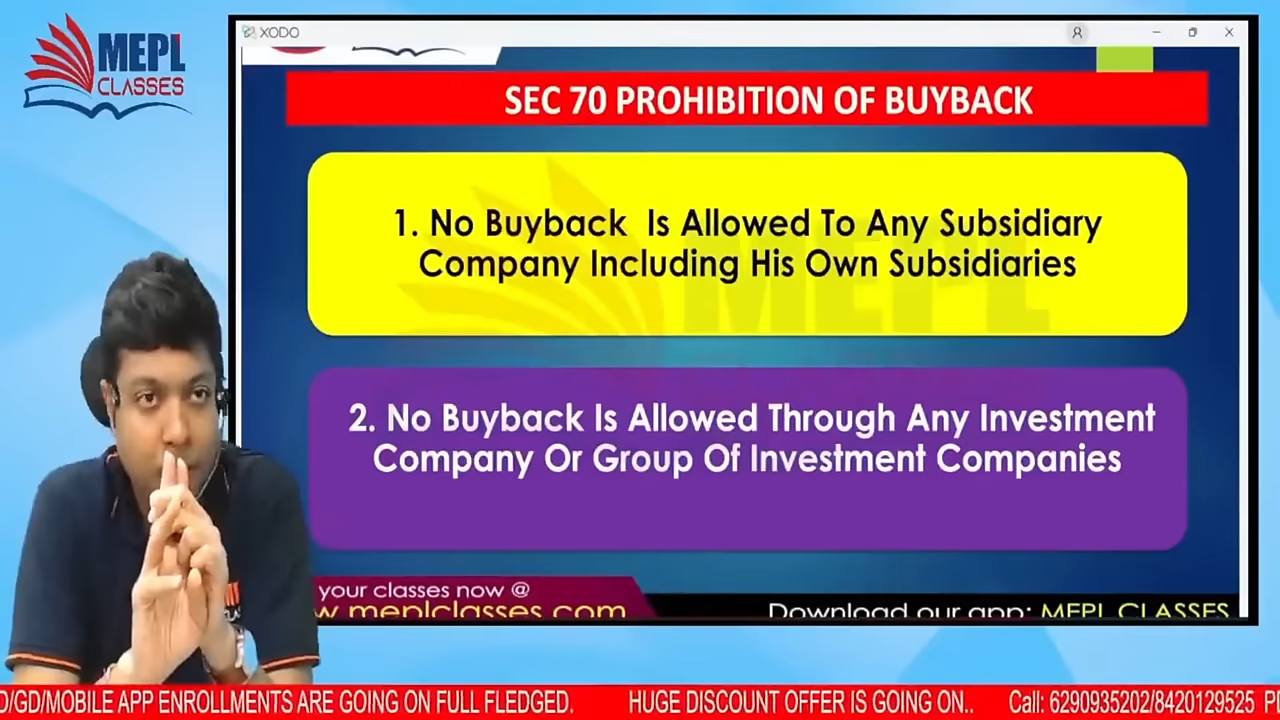 MEPL
CLASSES
XODO
SEC 70 PROHIBITION OF BUYBACK
1. No Buyback Is Allowed To Any Subsidiary
Company Including His Own Subsidiaries
MEPL
2. No Buyback Is Allowed Through Any Investment
Company Or Group Of Investment Companies
your classes now @
w.meplclasses.com
Download our app: MEPL CLASSES
D/GD/MOBILE APP ENROLLMENTS ARE GOING ON FULL FLEDGED. HUGE DISCOUNT OFFER IS GOING ON.. Call: 6290935202/8420129525